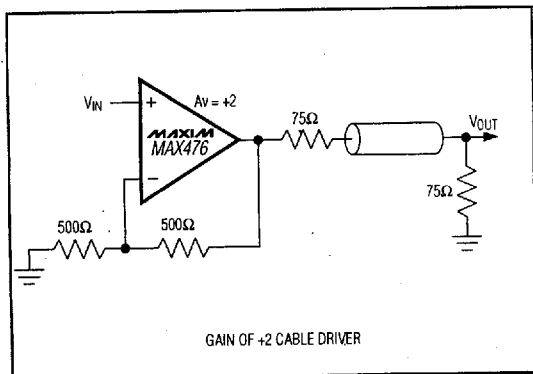 VIN
+
Av = +2
MAXIM
MAX476
−
75Ω
VOUT
75Ω
500Ω
500Ω
GAIN OF +2 CABLE DRIVER